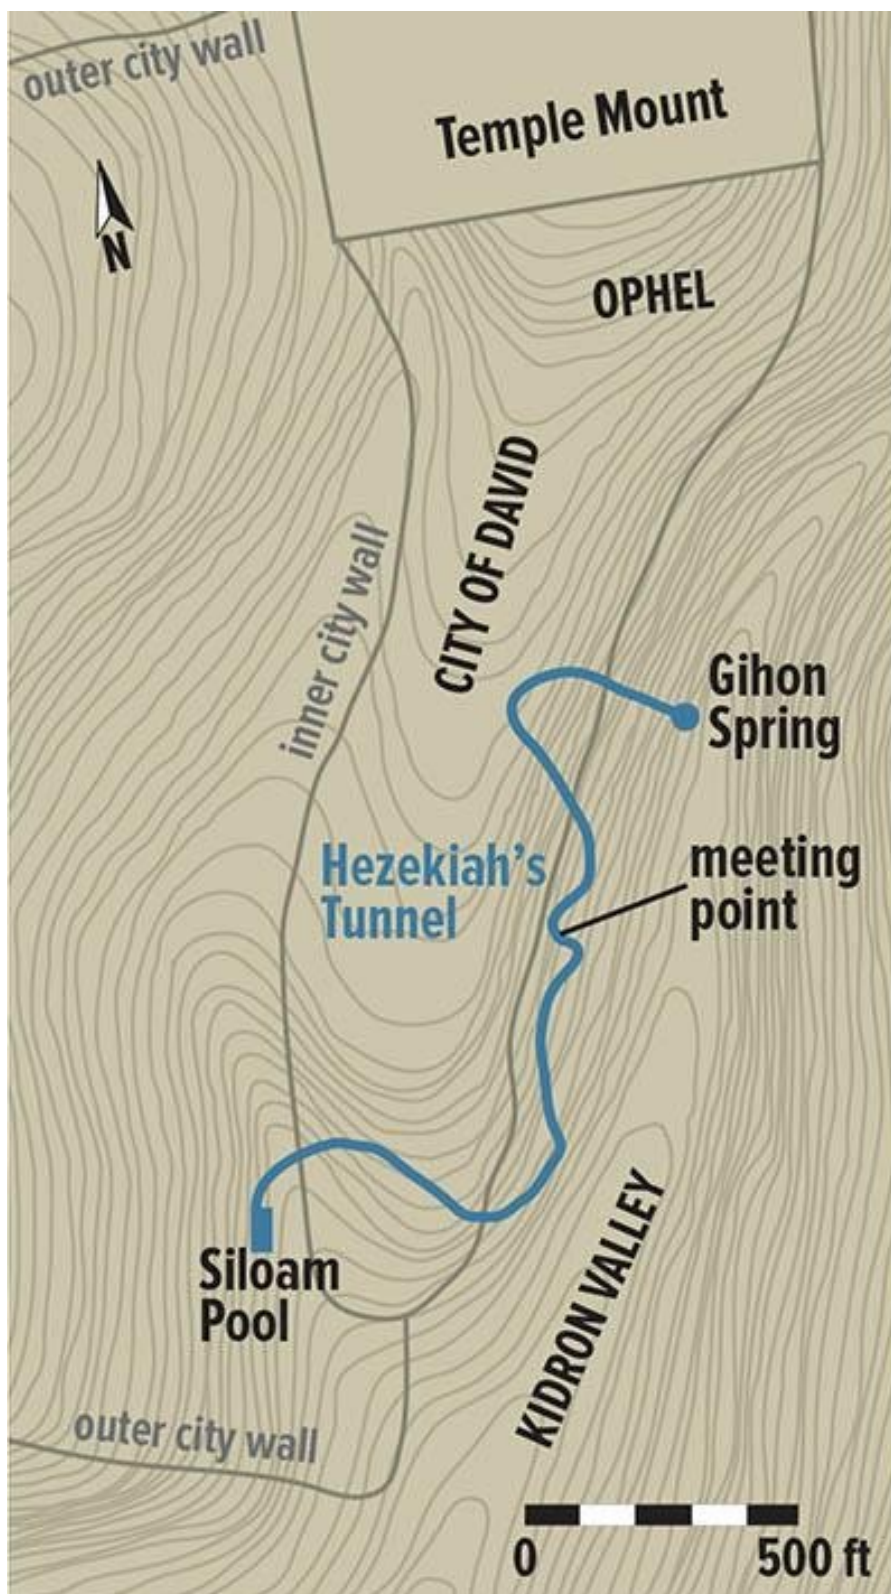 outer city wall
Temple Mount
N
OPHEL
CITY OF DAVID
inner city wall
Gihon
Spring
Hezekiah's
Tunnel
meeting
point
Siloam
Pool
KIDRON VALLEY
outer city wall
0 500 ft